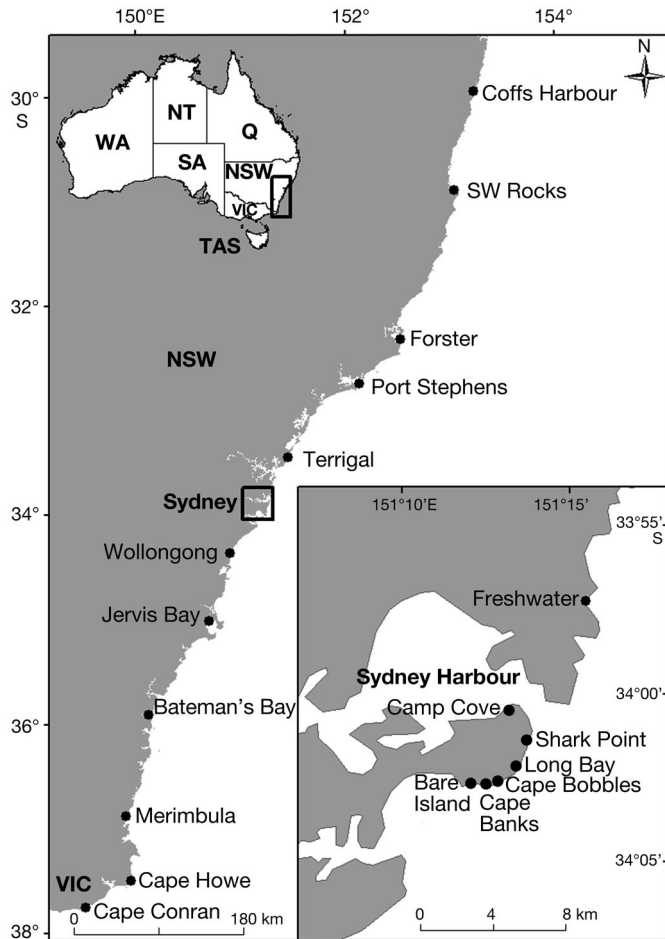 150°E
152°
154°
N
30°
S
Coffs Harbour
NT
WA
Q
SA
NSW
SW Rocks
VIC
TAS
32°
Forster
NSW
Port Stephens
Terrigal
Sydney
151°10'E
151°15'
34°
33°55'
S
Wollongong
Freshwater
Jervis Bay
Sydney Harbour
34°00'
Camp Cove
Bateman's Bay
36°
Shark Point
Long Bay
Bare
Island
Cape Bobbles
Cape
Banks
Merimbula
34°05'
VIC
Cape Howe
Cape Conran
0
180 km
0
4
8 km
38°